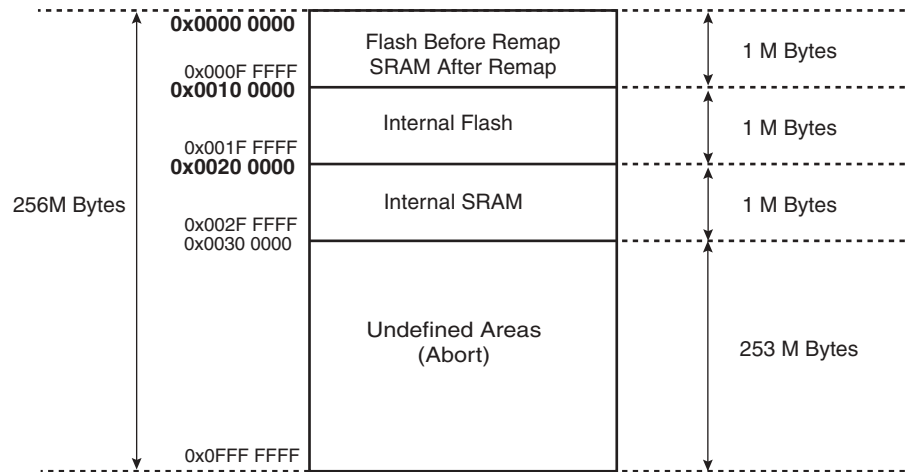 0x0000 0000
Flash Before Remap
SRAM After Remap
1 M Bytes
0x000F FFFF
0x0010 0000
Internal Flash
1 M Bytes
0x001F FFFF
0x0020 0000
256M Bytes
Internal SRAM
1 M Bytes
0x002F FFFF
0x0030 0000
Undefined Areas
(Abort)
253 M Bytes
0x0FFF FFFF